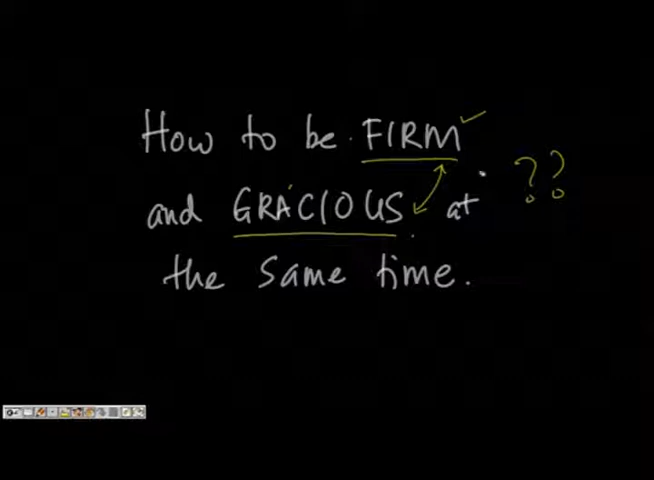 How to be FIRM
and GRACIOUS at ??
the same time.